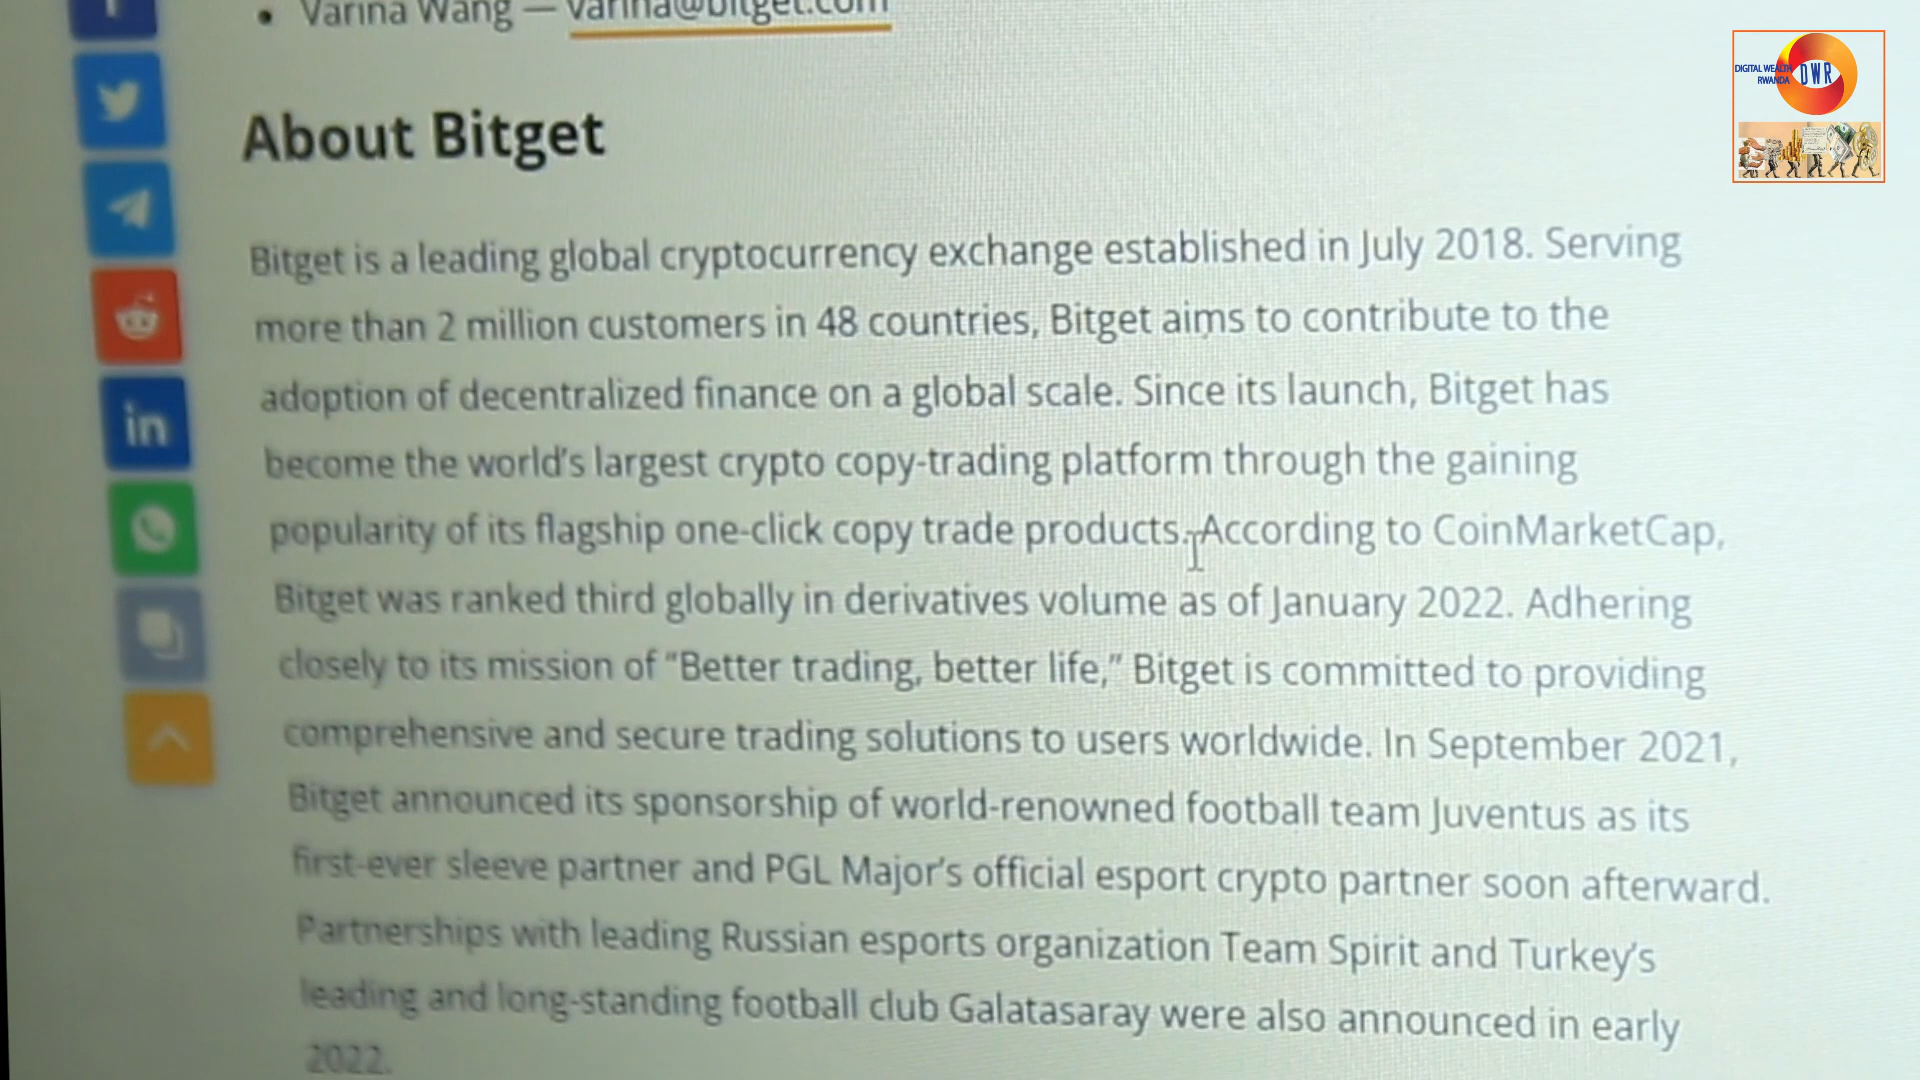 Varina Wang — varina@bitget.com
DIGITAL WEALTH
RWANDA
DWR
About Bitget
Bitget is a leading global cryptocurrency exchange established in July 2018. Serving
more than 2 million customers in 48 countries, Bitget aims to contribute to the
adoption of decentralized finance on a global scale. Since its launch, Bitget has
become the world’s largest crypto copy-trading platform through the gaining
popularity of its flagship one-click copy trade products. According to CoinMarketCap,
Bitget was ranked third globally in derivatives volume as of January 2022. Adhering
closely to its mission of “Better trading, better life,” Bitget is committed to providing
comprehensive and secure trading solutions to users worldwide. In September 2021,
Bitget announced its sponsorship of world-renowned football team Juventus as its
first-ever sleeve partner and PGL Major’s official esport crypto partner soon afterward.
Partnerships with leading Russian esports organization Team Spirit and Turkey’s
leading and long-standing football club Galatasaray were also announced in early
2022.
in